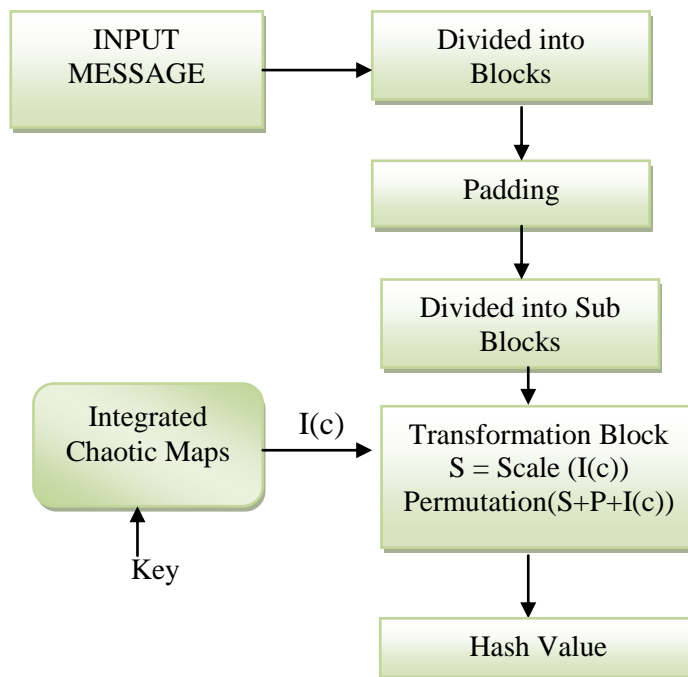 INPUT
MESSAGE
Divided into
Blocks
Padding
Divided into Sub
Blocks
Integrated
Chaotic Maps
I(c)
Transformation Block
S = Scale (I(c))
Permutation(S+P+I(c))
Key
Hash Value